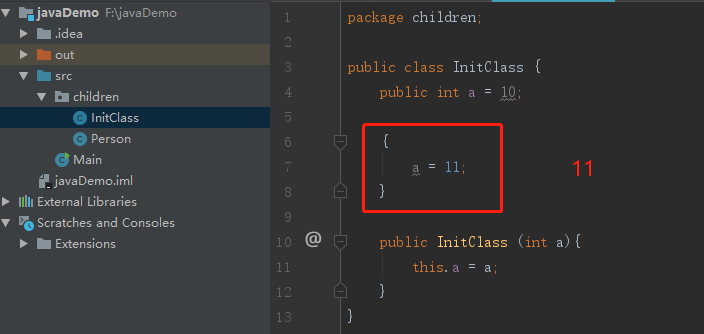 javaDemo F:\javaDemo
.idea
out
src
children
InitClass
Person
Main
javaDemo.iml
External Libraries
Scratches and Consoles
Extensions
1 package children;
2
3 public class InitClass {
4 public int a = 10;
5
6 {
7 a = 11;
8 }
9
10 @ public InitClass (int a){
11 this.a = a;
12 }
13 }
11